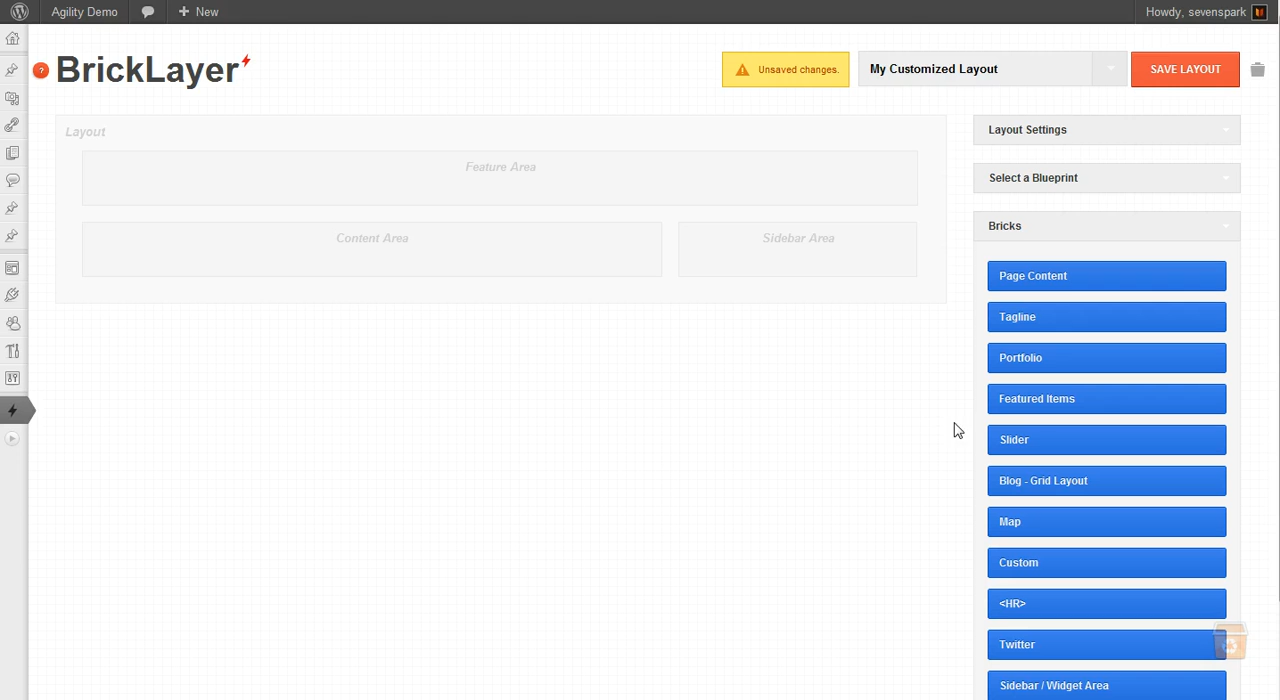 Agility Demo
New
Howdy, sevenspark
?
BrickLayer
Unsaved changes.
My Customized Layout
SAVE LAYOUT
Layout
Feature Area
Content Area
Sidebar Area
Layout Settings
Select a Blueprint
Bricks
Page Content
Tagline
Portfolio
Featured Items
Slider
Blog - Grid Layout
Map
Custom
<HR>
Twitter
Sidebar / Widget Area